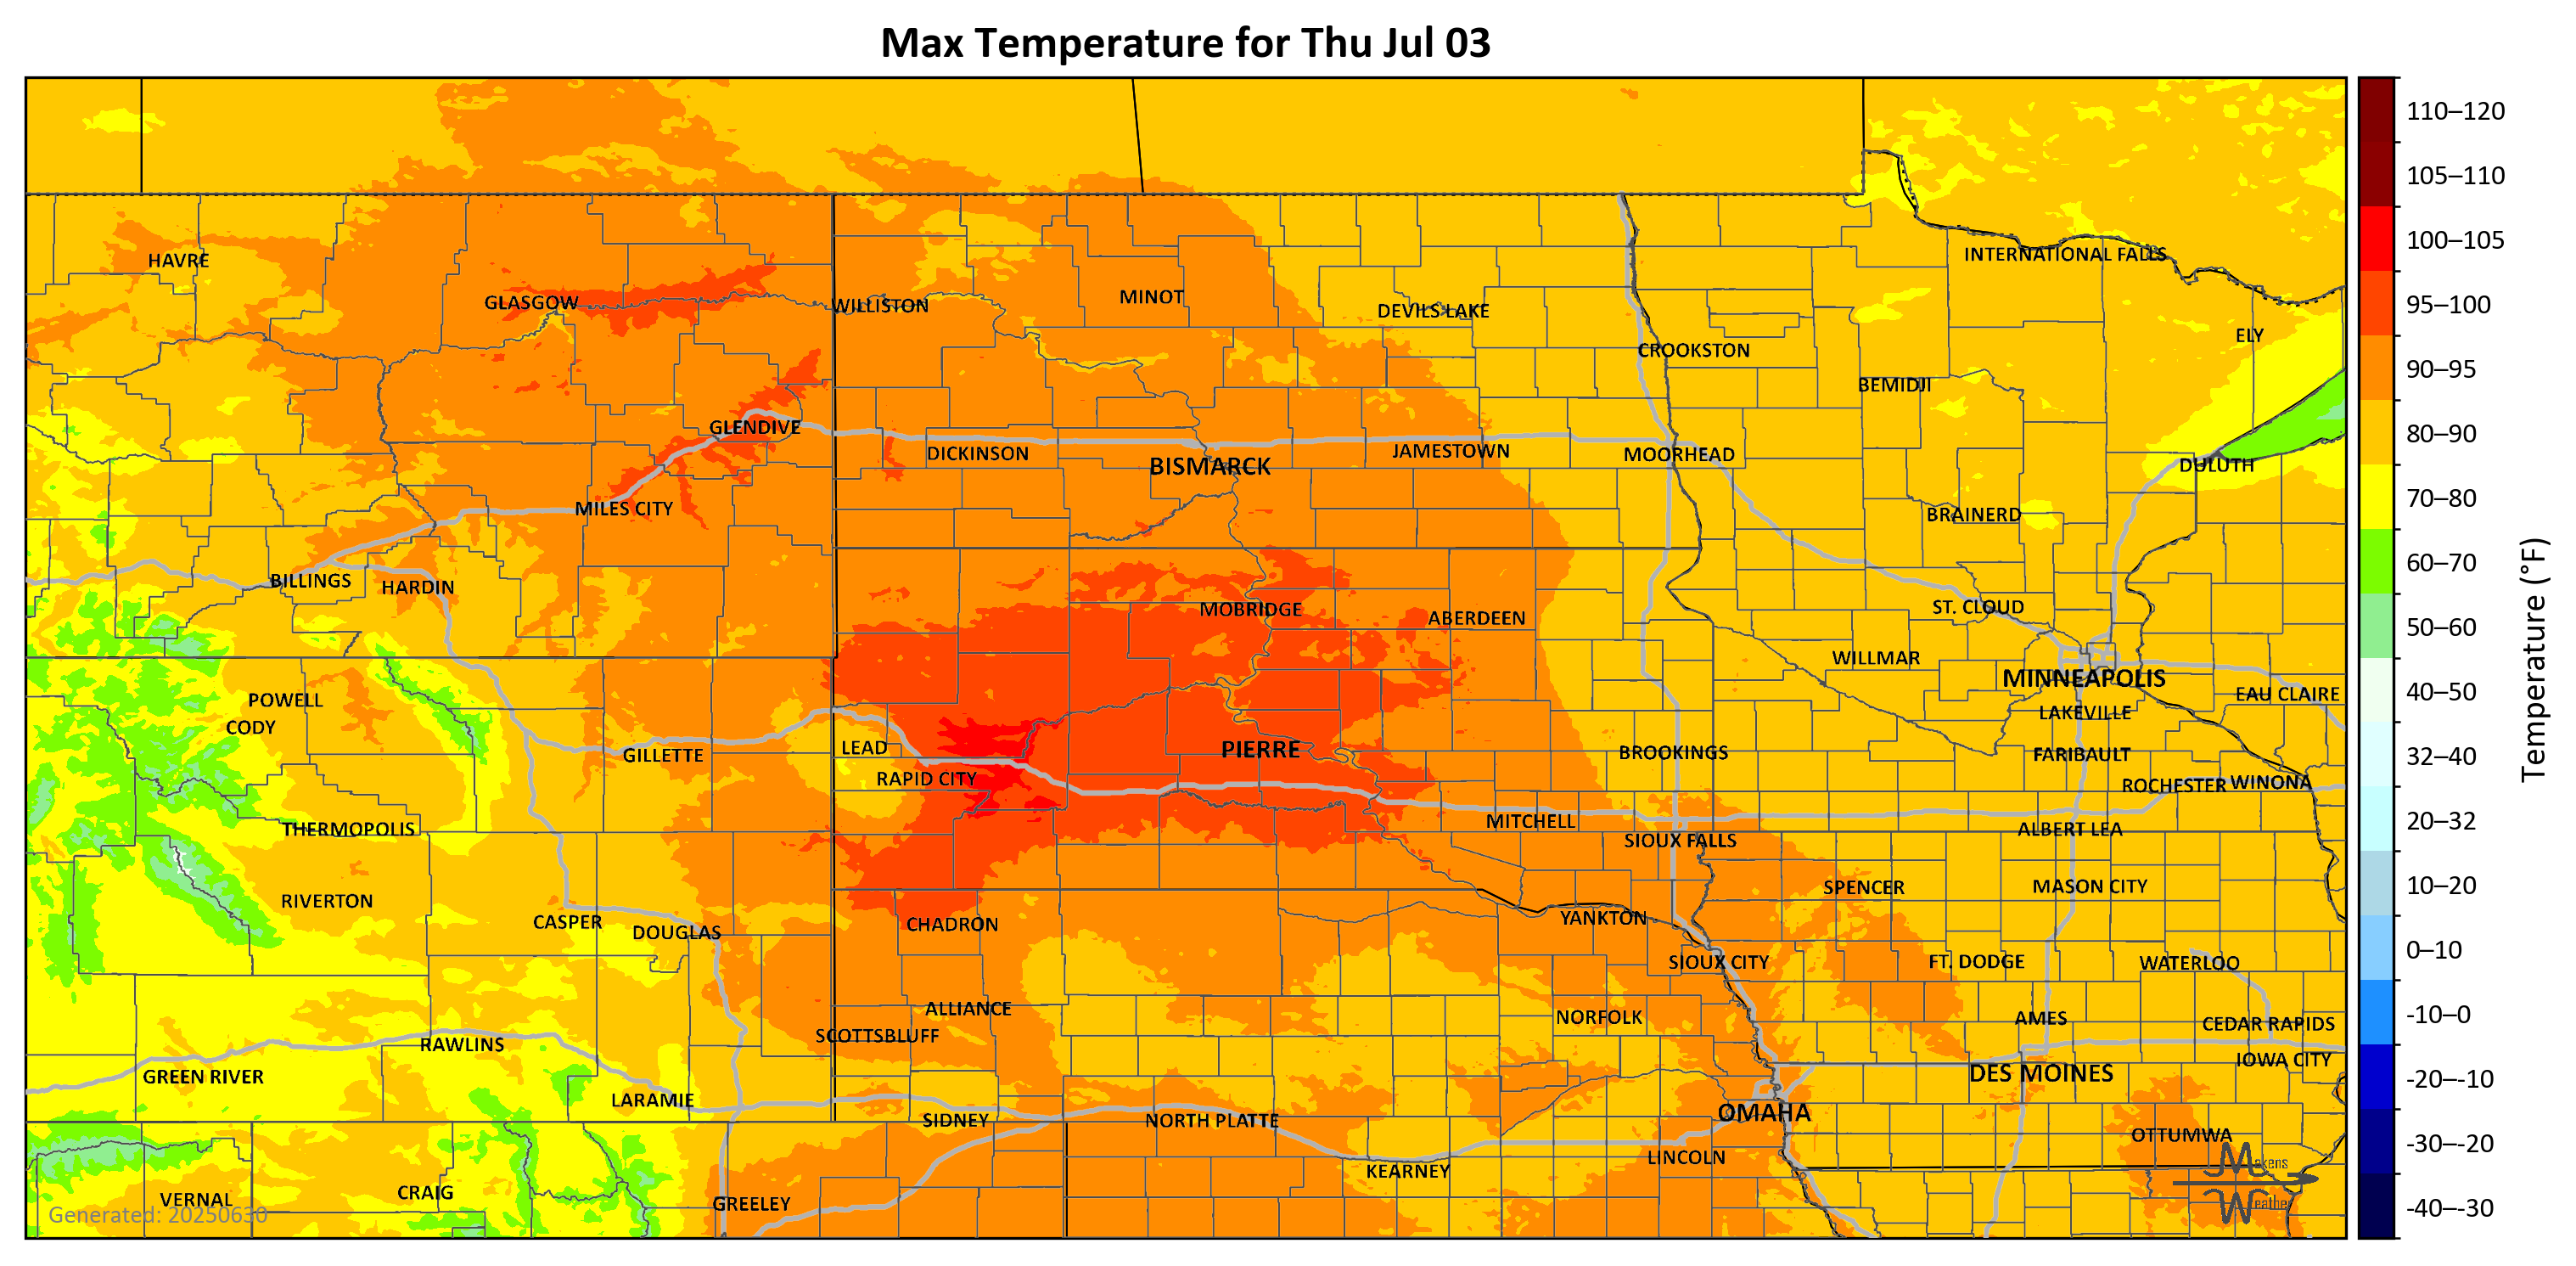 Max Temperature for Thu Jul 03
110–120
105–110
HAVRE
INTERNATIONAL FALLS
100–105
GLASGOW
WILLISTON
MINOT
DEVILS LAKE
95–100
CROOKSTON
ELY
90–95
BEMIDJI
GLENDIVE
DICKINSON
BISMARCK
JAMESTOWN
MOORHEAD
DULUTH
80–90
MILES CITY
BRAINERD
70–80
BILLINGS
HARDIN
60–70
MOBRIDGE
ABERDEEN
ST. CLOUD
50–60
WILLMAR
MINNEAPOLIS
EAU CLAIRE
40–50
POWELL
CODY
LAKEVILLE
GILLETTE
LEAD
PIERRE
BROOKINGS
FARIBAULT
32–40
RAPID CITY
ROCHESTER
WINONA
Temperature (°F)
THERMOPOLIS
MITCHELL
SIOUX FALLS
ALBERT LEA
20–32
RIVERTON
SPENCER
MASON CITY
10–20
CASPER
DOUGLAS
CHADRON
YANKTON
SIOUX CITY
FT. DODGE
WATERLOO
0–10
ALLIANCE
SCOTTSBLUFF
NORFOLK
AMES
CEDAR RAPIDS
-10–0
RAWLINS
GREEN RIVER
DES MOINES
IOWA CITY
-20–-10
LARAMIE
SIDNEY
NORTH PLATTE
OMAHA
OTTUMWA
-30–-20
KEARNEY
LINCOLN
Makens
Weather
VERNAL
CRAIG
GREELEY
-40–-30
Generated: 20250630